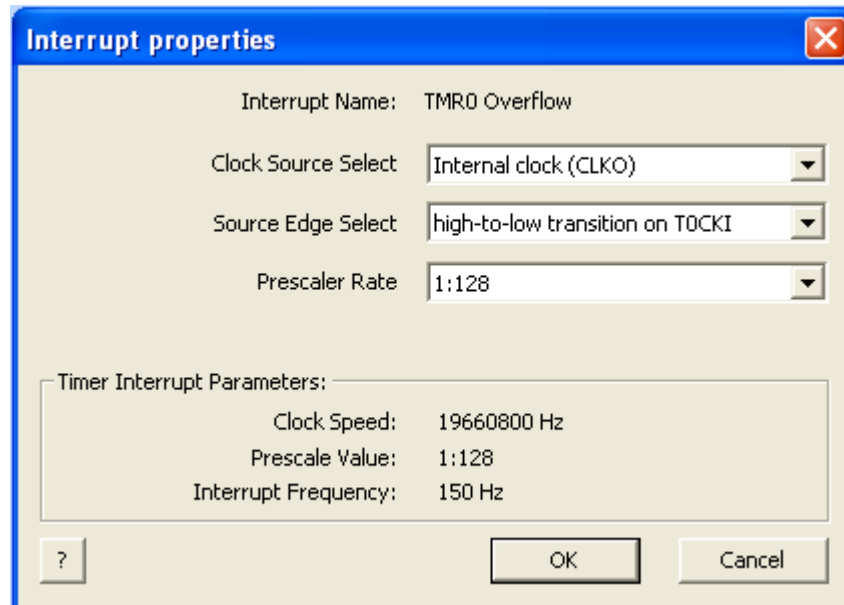 Interrupt properties
Interrupt Name: TMR0 Overflow
Clock Source Select Internal clock (CLKO)
Source Edge Select high-to-low transition on T0CKI
Prescaler Rate 1:128
Timer Interrupt Parameters:
Clock Speed: 19660800 Hz
Prescale Value: 1:128
Interrupt Frequency: 150 Hz
? OK Cancel